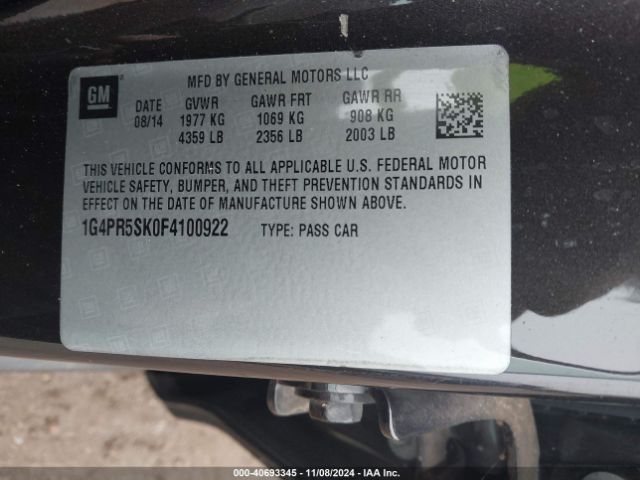 GM
MFD BY GENERAL MOTORS LLC
DATE GVWR GAWR FRT GAWR RR
08/14 1977 KG 1069 KG 908 KG
4359 LB 2356 LB 2003 LB
THIS VEHICLE CONFORMS TO ALL APPLICABLE U.S. FEDERAL MOTOR
VEHICLE SAFETY, BUMPER, AND THEFT PREVENTION STANDARDS IN
EFFECT ON THE DATE OF MANUFACTURE SHOWN ABOVE.
1G4PR5SK0F4100922 TYPE: PASS CAR
000-40693345 - 11/08/2024 - IAA Inc.